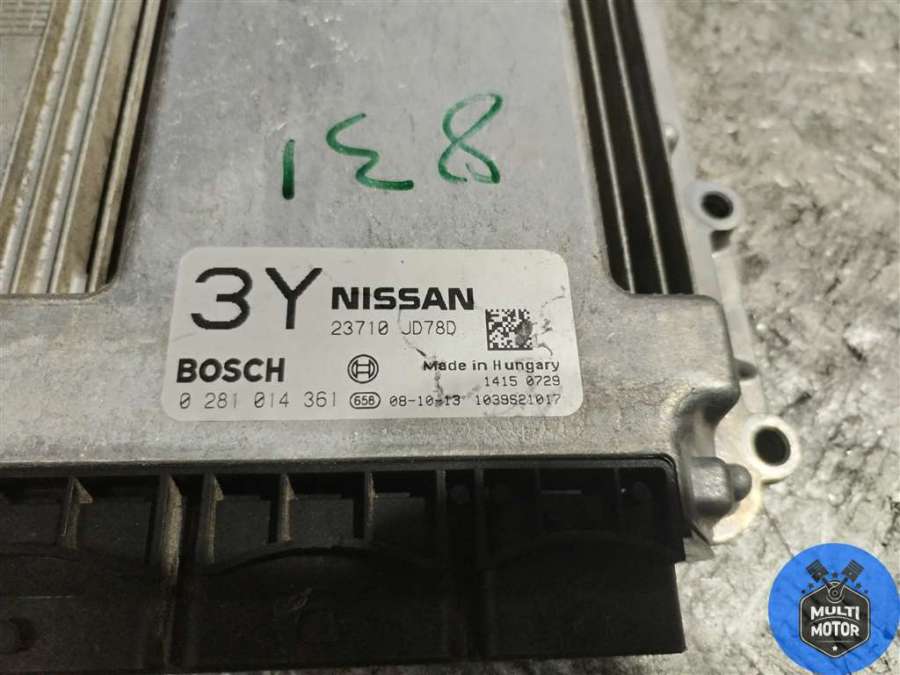 831
3Y NISSAN
23710 JD78D
BOSCH
Made in Hungary
1415 0729
0 281 014 361 656 08-10-13 1039S21017
MULTI
MOTOR